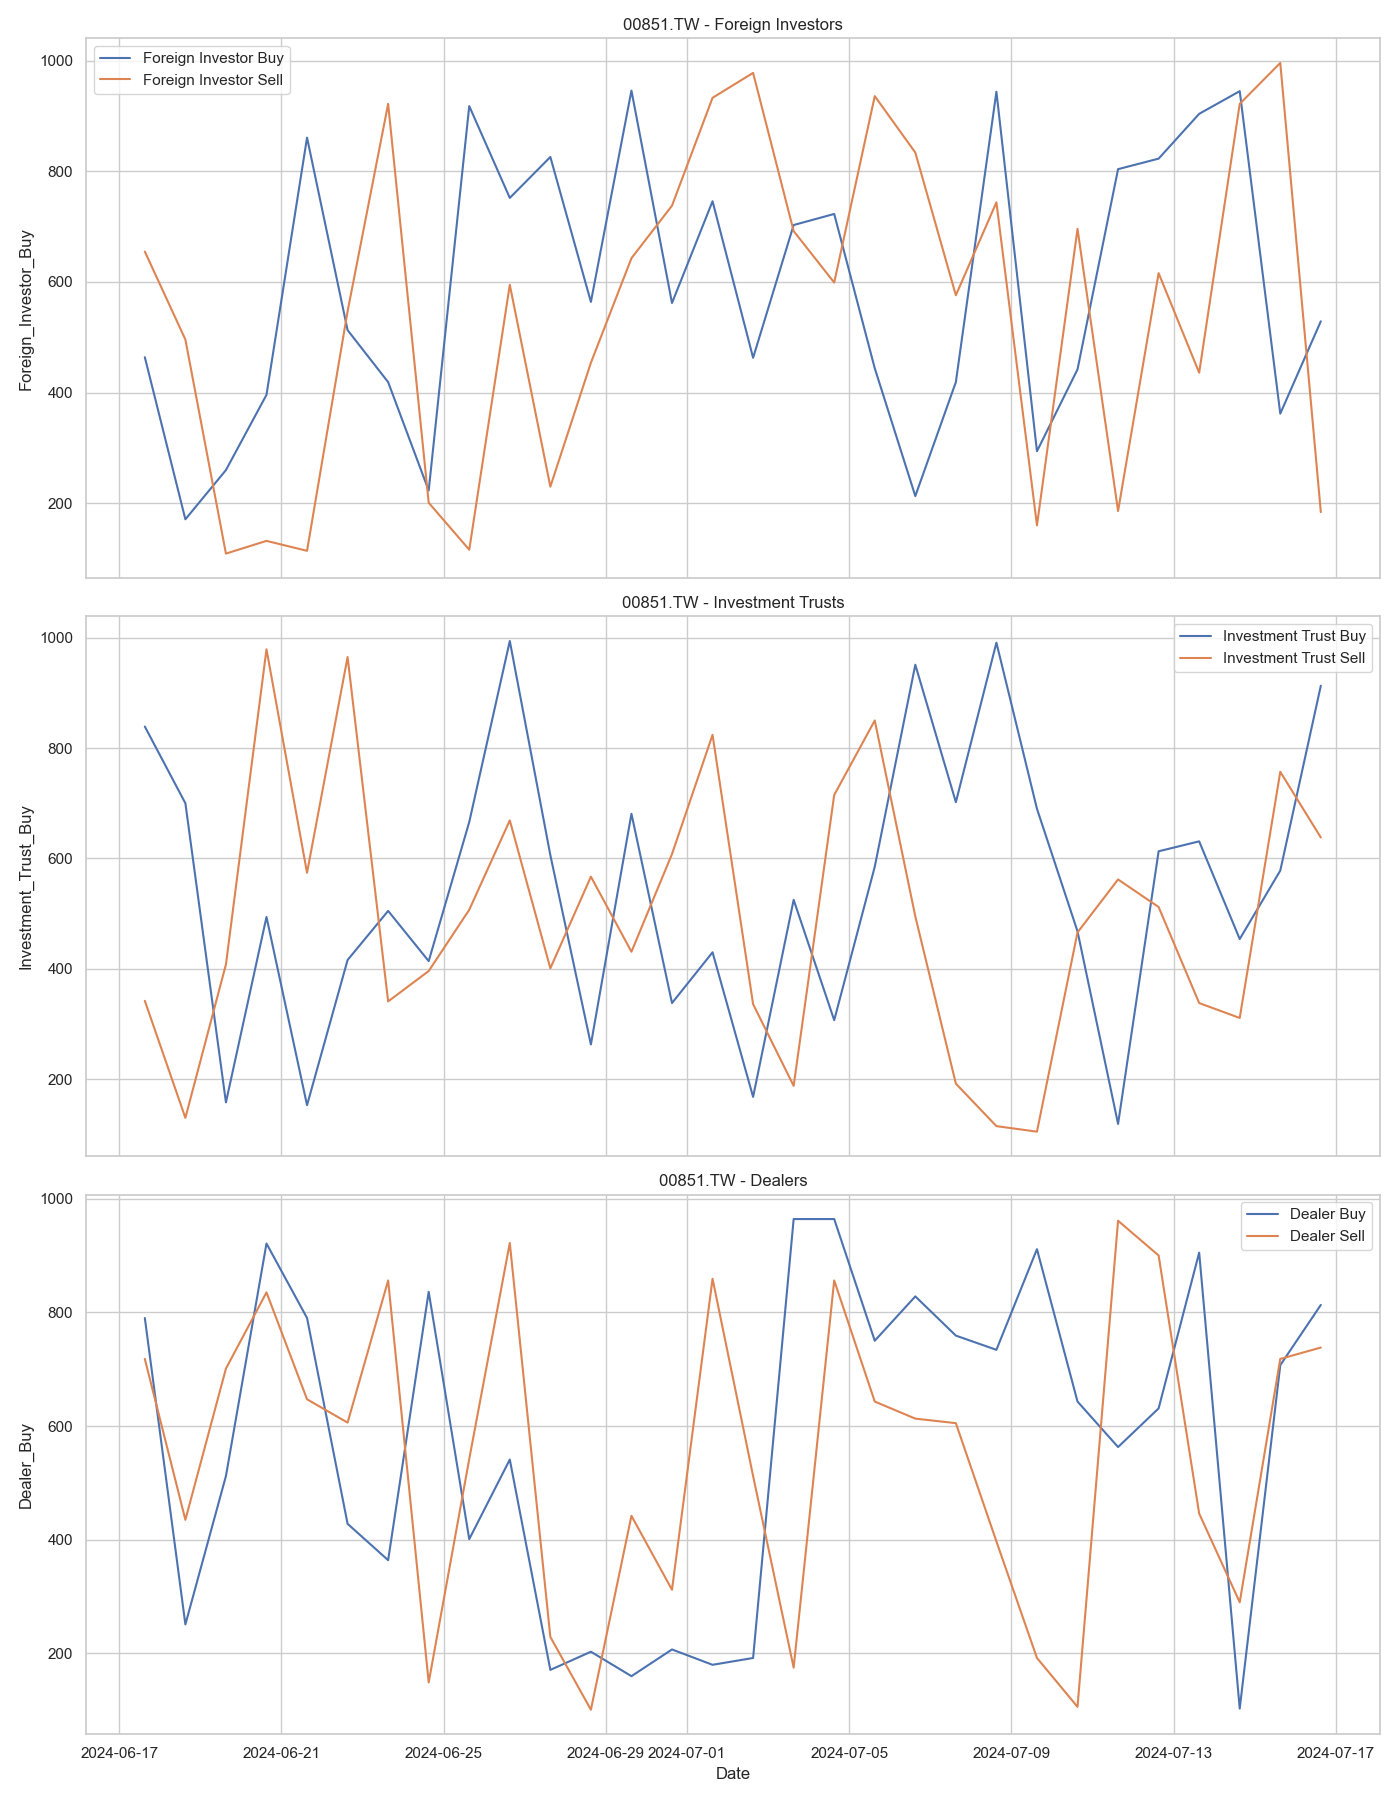 00851.TW - Foreign Investors
Foreign Investor Buy
Foreign Investor Sell
1000
800
600
400
200
Foreign_Investor_Buy
00851.TW - Investment Trusts
Investment Trust Buy
Investment Trust Sell
1000
800
600
400
200
Investment_Trust_Buy
00851.TW - Dealers
Dealer Buy
Dealer Sell
1000
800
600
400
200
Dealer_Buy
2024-06-17 2024-06-21 2024-06-25 2024-06-29 2024-07-01 2024-07-05 2024-07-09 2024-07-13 2024-07-17
Date